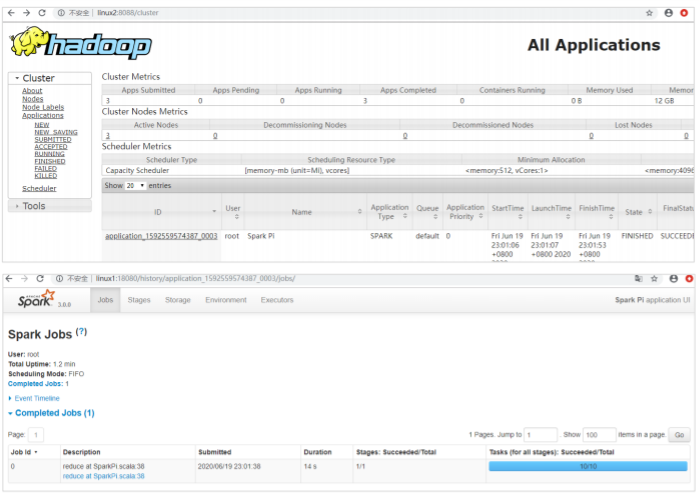 不安全 | linux2:8088/cluster
hadoop
All Applications
Cluster
About
Nodes
Node Labels
Applications
NEW
NEW_SAVING
SUBMITTED
ACCEPTED
RUNNING
FINISHED
FAILED
KILLED
Scheduler
Tools
Cluster Metrics
Apps Submitted Apps Pending Apps Running Apps Completed Containers Running Memory Used Memor
3 0 0 3 0 0 B 12 GB
Cluster Nodes Metrics
Active Nodes Decommissioning Nodes Decommissioned Nodes Lost Nodes
3 0 0 0 0
Scheduler Metrics
Scheduler Type Scheduling Resource Type Minimum Allocation
Capacity Scheduler [memory-mb (unit=Mi), vcores] <memory:512, vCores:1> <memory:4096
Show 20 entries
ID User Name Application Type Queue Application Priority StartTime LaunchTime FinishTime State FinalStatu
application_1592559574387_0003 root Spark Pi SPARK default 0 Fri Jun 19 23:01:06 +0800 2020 Fri Jun 19 23:01:07 +0800 2020 Fri Jun 19 23:01:53 +0800 2020 FINISHED SUCCEEDE
不安全 | linux1:18080/history/application_1592559574387_0003/jobs/
APACHE Spark 3.0.0 Jobs Stages Storage Environment Executors Spark Pi application UI
Spark Jobs (?)
User: root
Total Uptime: 1.2 min
Scheduling Mode: FIFO
Completed Jobs: 1
Event Timeline
Completed Jobs (1)
Page: 1 1 Pages. Jump to 1 . Show 100 items in a page. Go
Job Id Description Submitted Duration Stages: Succeeded/Total Tasks (for all stages): Succeeded/Total
0 reduce at SparkPi.scala:38 2020/06/19 23:01:38 14 s 1/1 10/10
reduce at SparkPi.scala:38